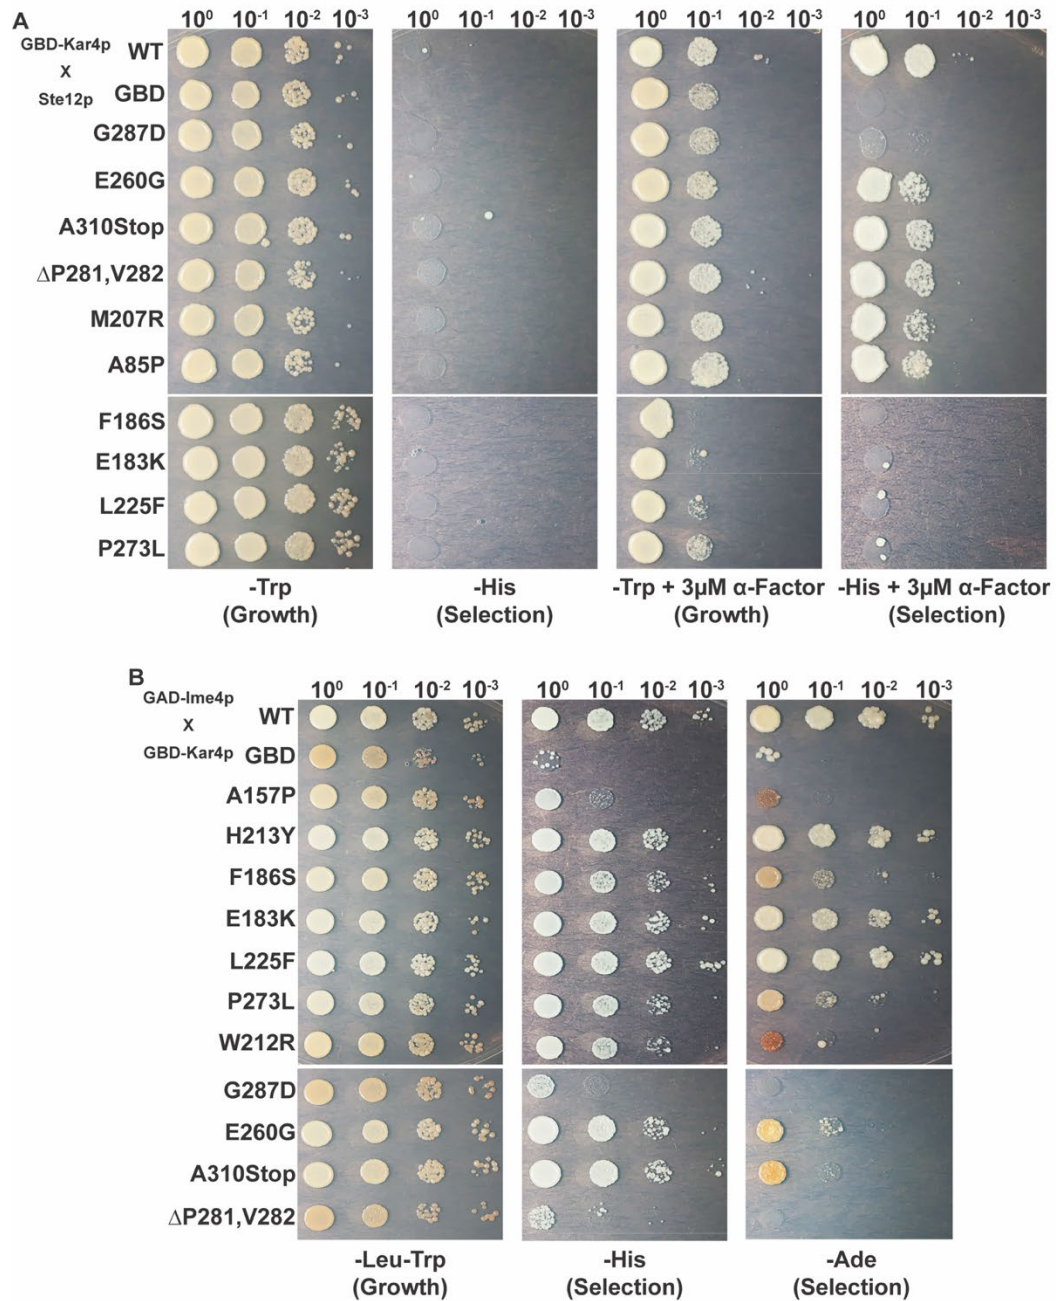 A
10⁰ 10⁻¹ 10⁻² 10⁻³ 10⁰ 10⁻¹ 10⁻² 10⁻³ 10⁰ 10⁻¹ 10⁻² 10⁻³ 10⁰ 10⁻¹ 10⁻² 10⁻³
GBD-Kar4p
X
Ste12p
WT
GBD
G287D
E260G
A310Stop
ΔP281,V282
M207R
A85P
F186S
E183K
L225F
P273L
-Trp
(Growth)
-His
(Selection)
-Trp + 3µM α-Factor
(Growth)
-His + 3µM α-Factor
(Selection)
B
10⁰ 10⁻¹ 10⁻² 10⁻³ 10⁰ 10⁻¹ 10⁻² 10⁻³ 10⁰ 10⁻¹ 10⁻² 10⁻³
GAD-Ime4p
X
GBD-Kar4p
WT
GBD
A157P
H213Y
F186S
E183K
L225F
P273L
W212R
G287D
E260G
A310Stop
ΔP281,V282
-Leu-Trp
(Growth)
-His
(Selection)
-Ade
(Selection)